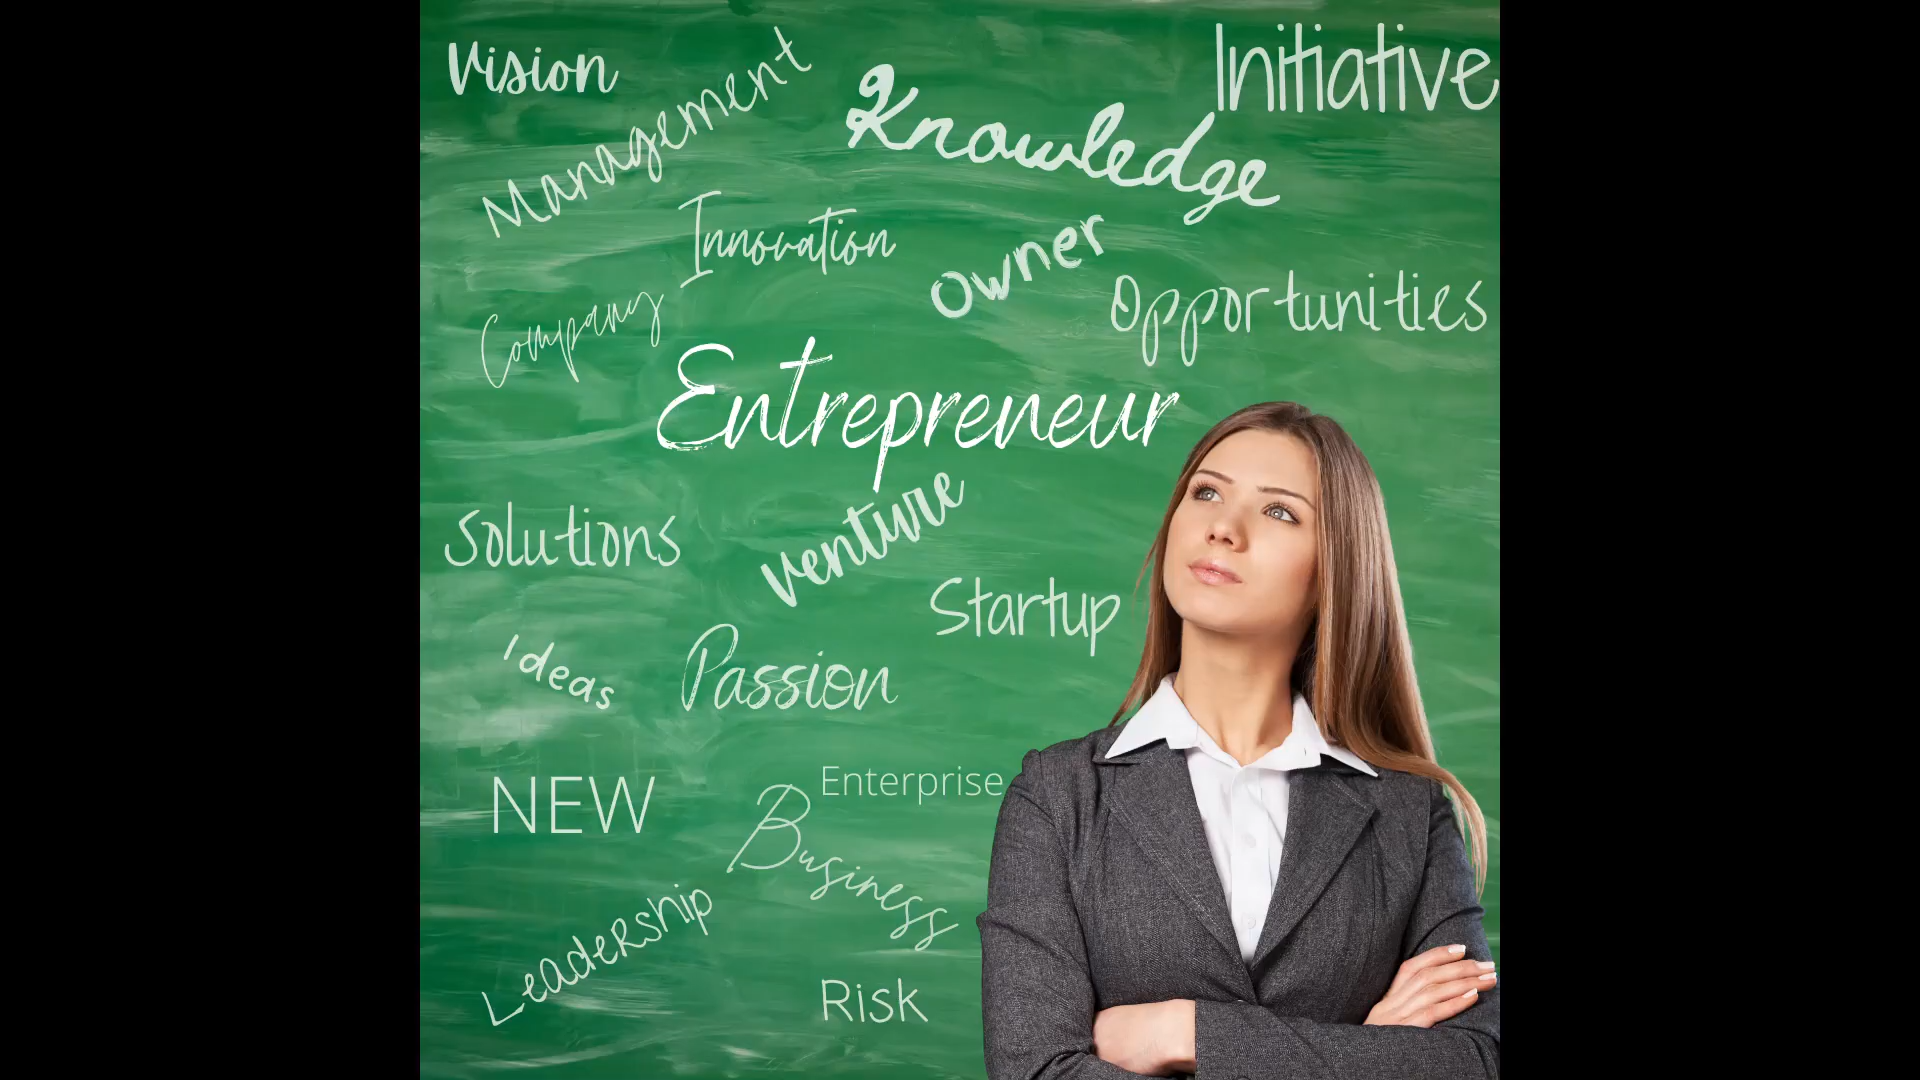 Vision
Management
Knowledge
Initiative
Innovation
Owner
Opportunities
Company
Entrepreneur
Solutions
Venture
Startup
Ideas
Passion
NEW
Enterprise
Business
Leadership
Risk